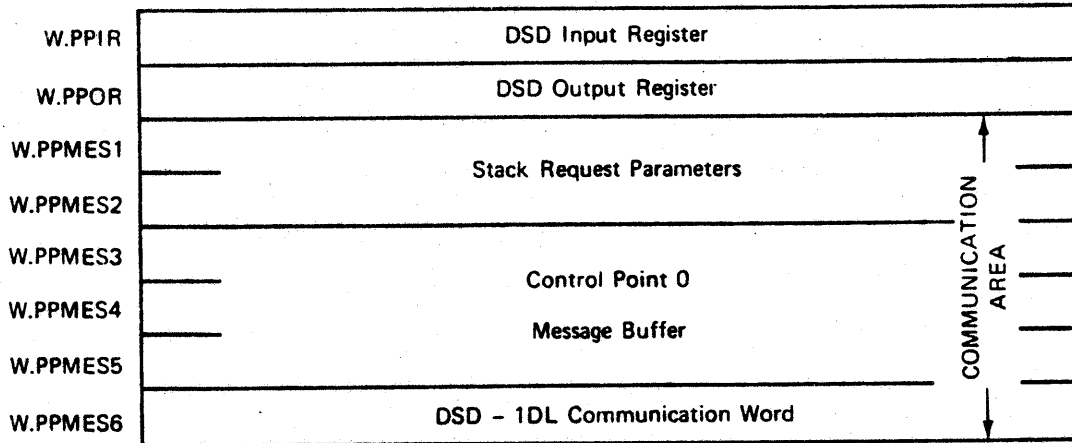 W.PPIR DSD Input Register
W.PPOR DSD Output Register
W.PPMES1
Stack Request Parameters
W.PPMES2
W.PPMES3
Control Point 0
W.PPMES4
Message Buffer
W.PPMES5
W.PPMES6 DSD - 1DL Communication Word
COMMUNICATION
AREA